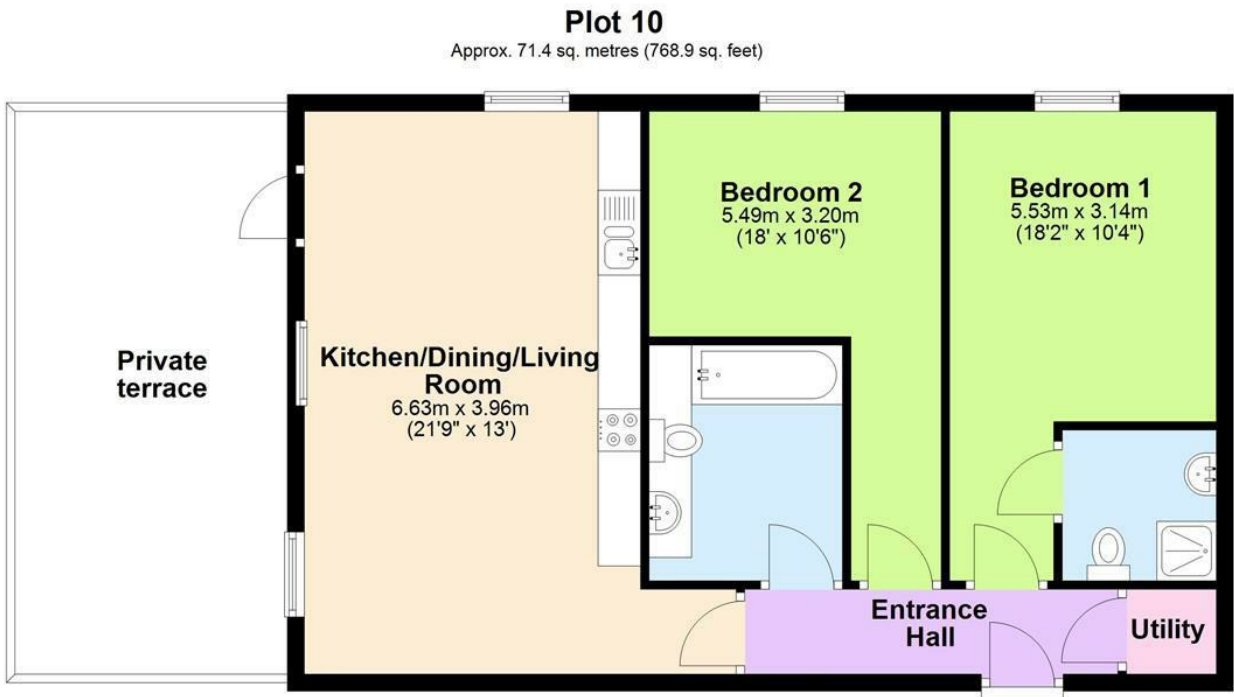 Plot 10
Approx. 71.4 sq. metres (768.9 sq. feet)
Bedroom 2
5.49m x 3.20m
(18' x 10'6")
Bedroom 1
5.53m x 3.14m
(18'2" x 10'4")
Private
terrace
Kitchen/Dining/Living
Room
6.63m x 3.96m
(21'9" x 13')
Entrance
Hall
Utility